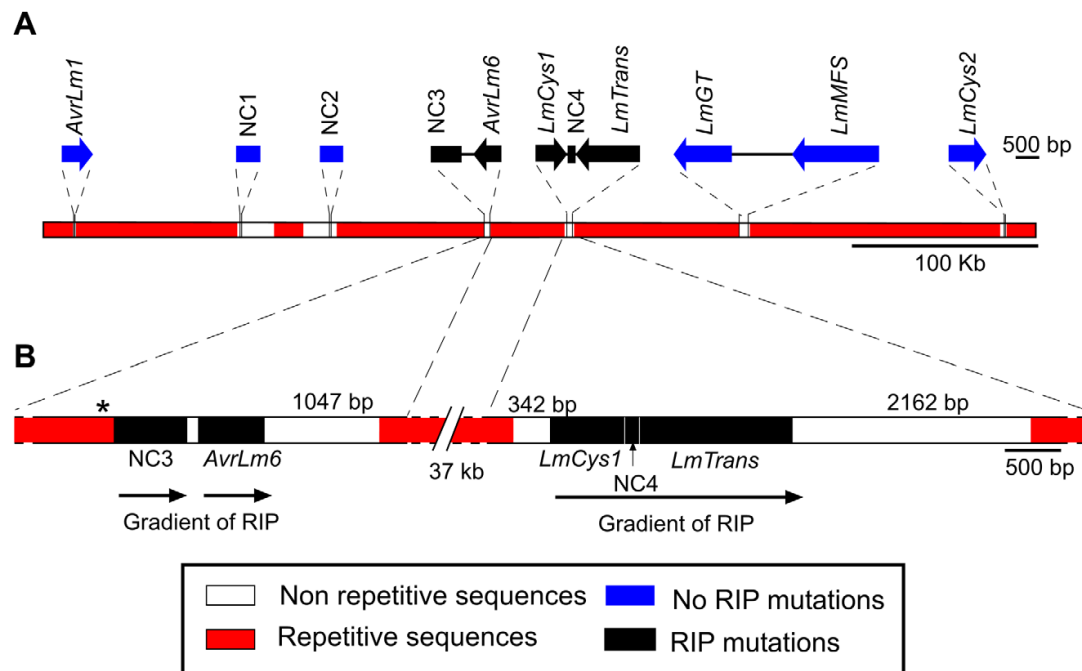 A
AvrLm1
NC1
NC2
NC3
AvrLm6
LmCys1
NC4
LmTrans
LmGT
LmMFS
LmCys2
500 bp
100 Kb
B
*
1047 bp
342 bp
2162 bp
NC3
AvrLm6
37 kb
LmCys1
NC4
LmTrans
500 bp
Gradient of RIP
Gradient of RIP
Non repetitive sequences
No RIP mutations
Repetitive sequences
RIP mutations